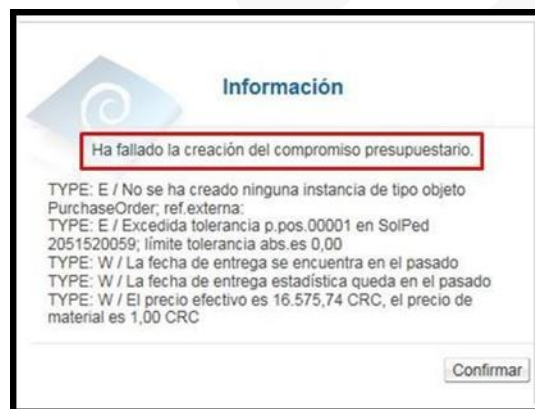 Información
Ha fallado la creación del compromiso presupuestario.
TYPE: E / No se ha creado ninguna instancia de tipo objeto
PurchaseOrder; ref.externa:
TYPE: E / Excedida tolerancia p.pos.00001 en SolPed
2051520059; límite tolerancia abs.es 0,00
TYPE: W / La fecha de entrega se encuentra en el pasado
TYPE: W / La fecha de entrega estadística queda en el pasado
TYPE: W / El precio efectivo es 16.575,74 CRC, el precio de
material es 1,00 CRC
Confirmar